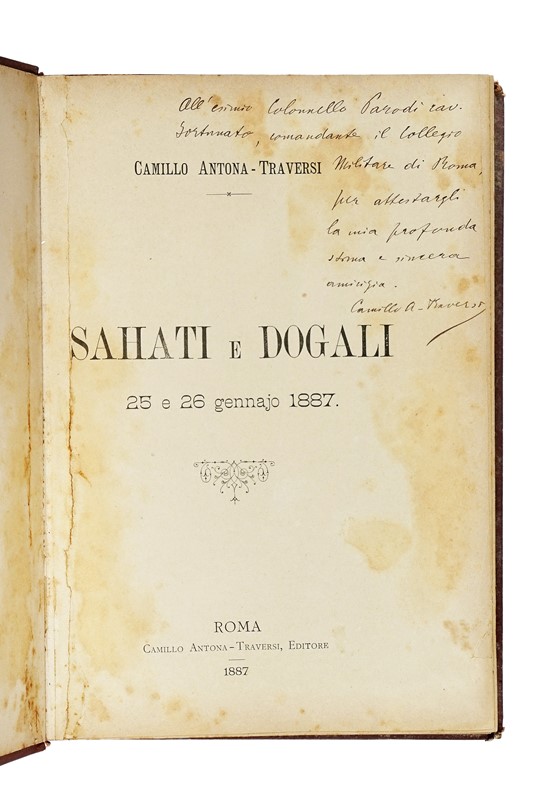 All' esimio Colonnello Parodi cav.
Fortunato, comandante il Collegio
Militare di Roma,
per attestargli
la mia profonda
stima e sincera
amicizia.
Camillo A-Traversi
CAMILLO ANTONA-TRAVERSI
SAHATI E DOGALI
25 e 26 gennajo 1887.
ROMA
CAMILLO ANTONA-TRAVERSI, EDITORE
1887